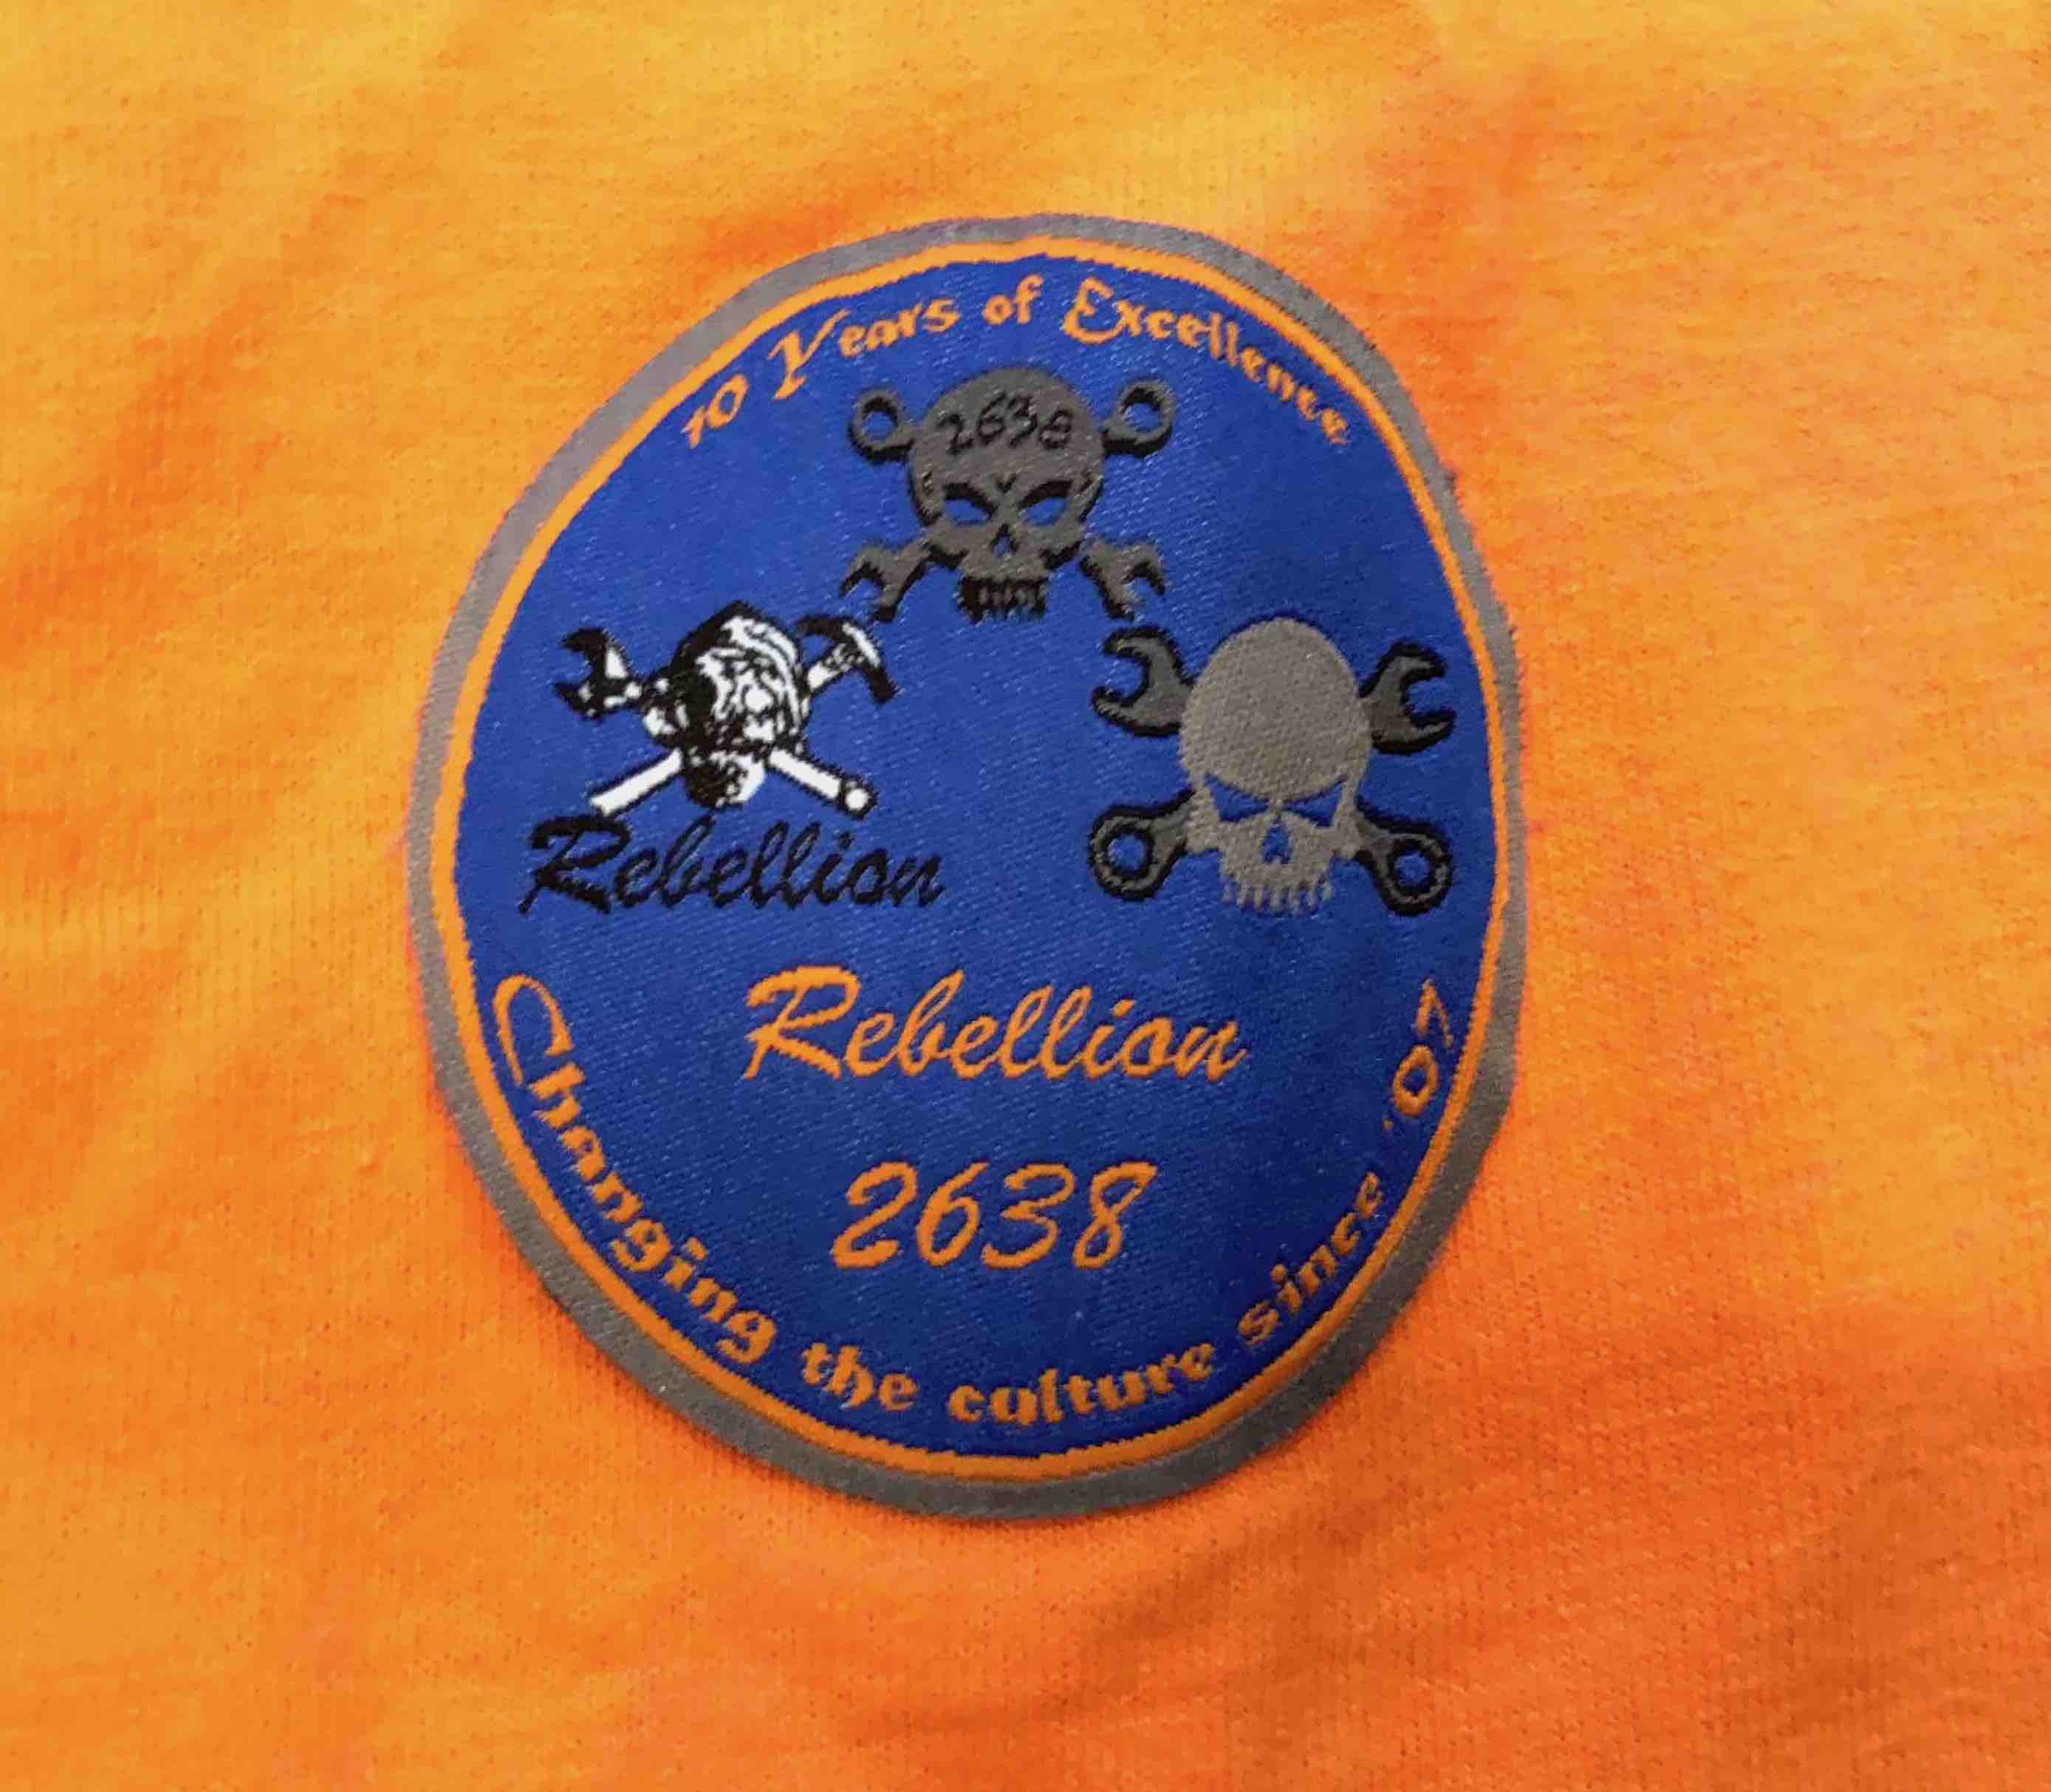 10 Years of Excellence
2638
Rebellion
Rebellion
2638
Changing the culture since '07